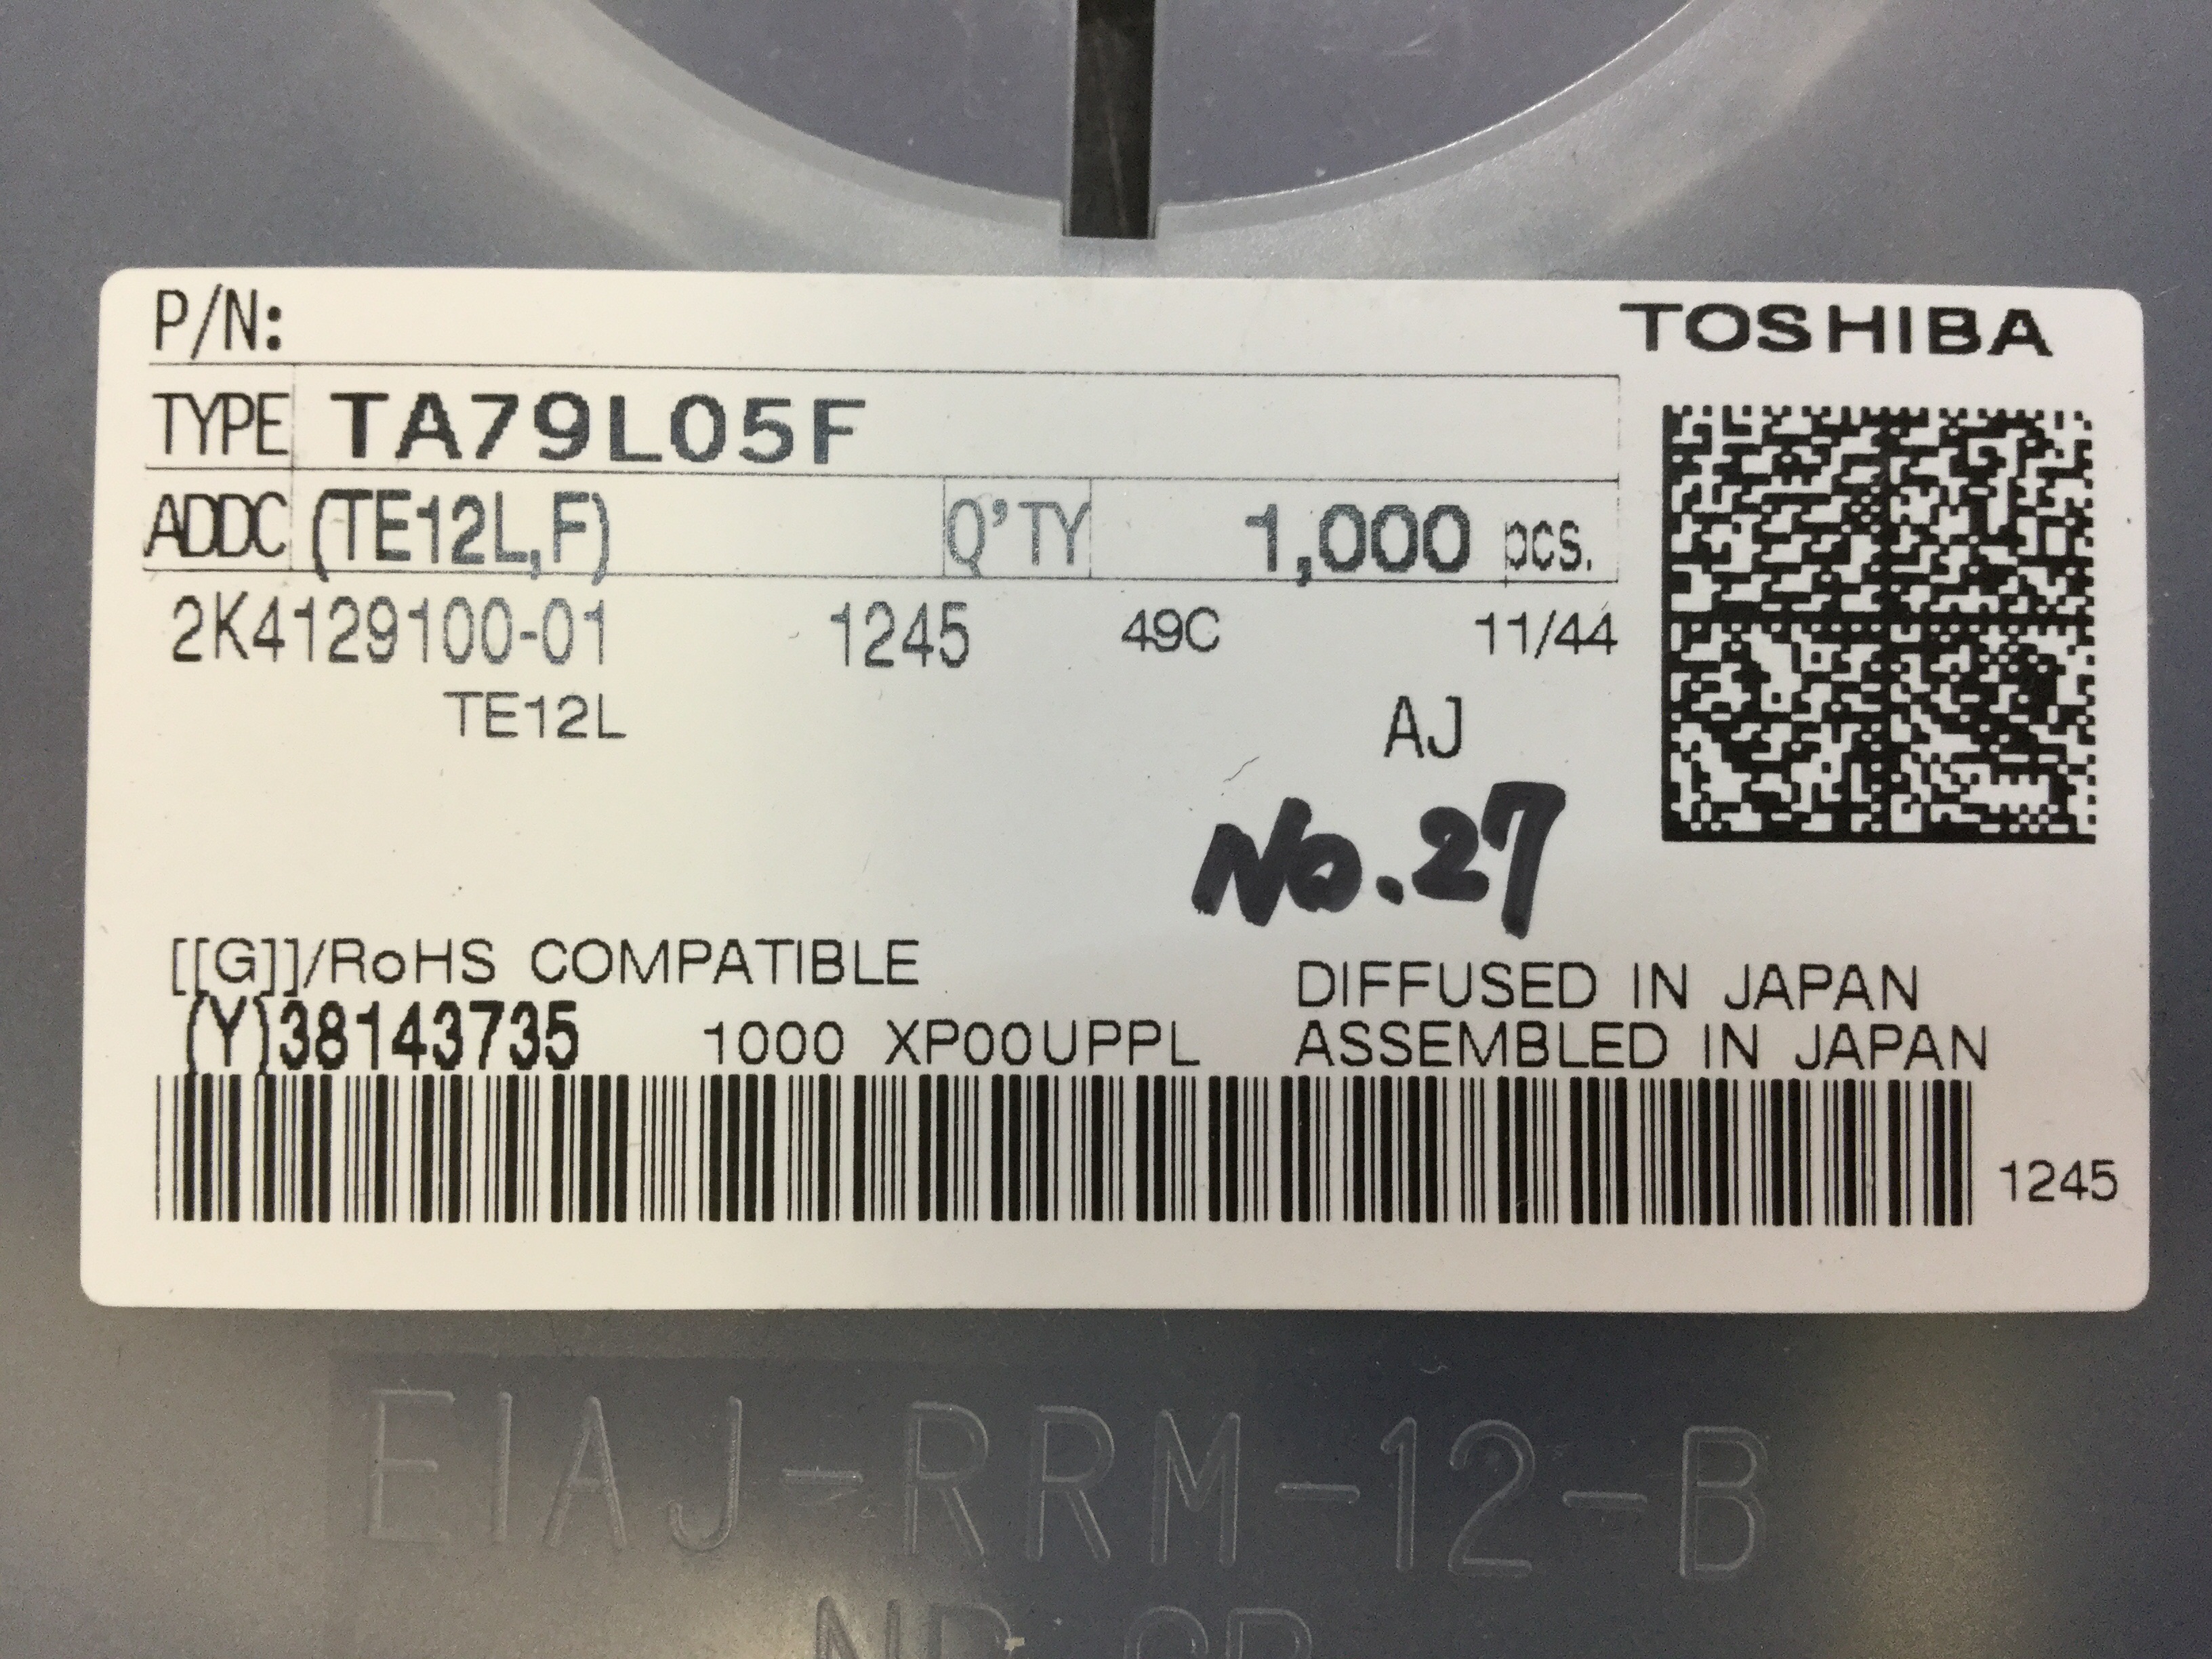 P/N:
TOSHIBA
TYPE TA79L05F
ADDC (TE12L,F) Q'TY 1,000 pcs.
2K4129100-01 1245 49C 11/44
TE12L AJ
No.27
[[G]]/RoHS COMPATIBLE
DIFFUSED IN JAPAN
(Y)38143735 1000 XP00UPPL ASSEMBLED IN JAPAN
1245
EIAJ-RRM-12-B